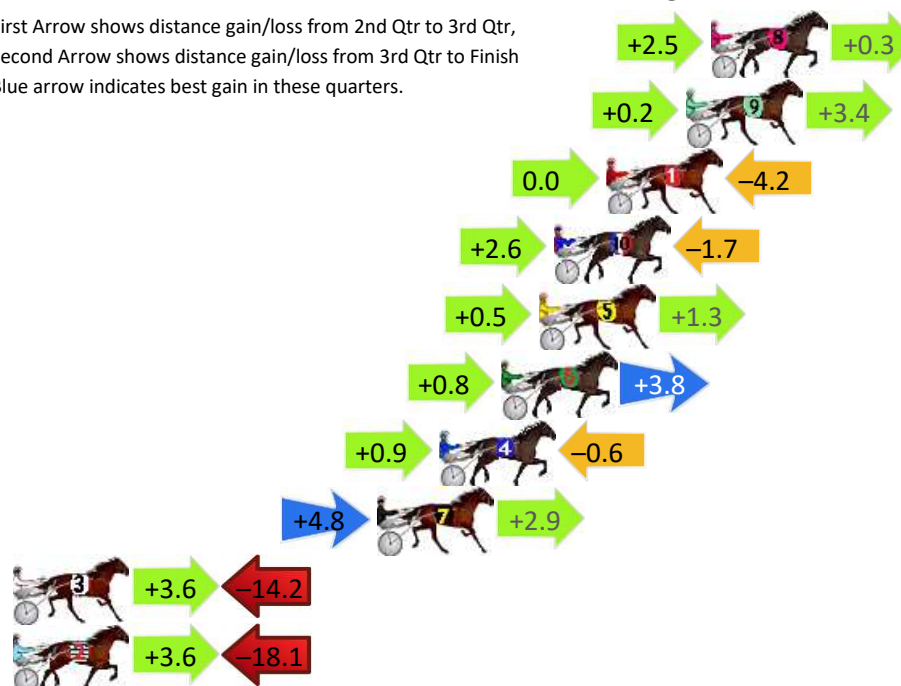 irst Arrow shows distance gain/loss from 2nd Qtr to 3rd Qtr,
econd Arrow shows distance gain/loss from 3rd Qtr to Finish
lue arrow indicates best gain in these quarters.
+2.5 8 +0.3
+0.2 9 +3.4
0.0 1 –4.2
+2.6 10 –1.7
+0.5 5 +1.3
+0.8 6 +3.8
+0.9 4 –0.6
+4.8 7 +2.9
3 +3.6 –14.2
2 +3.6 –18.1